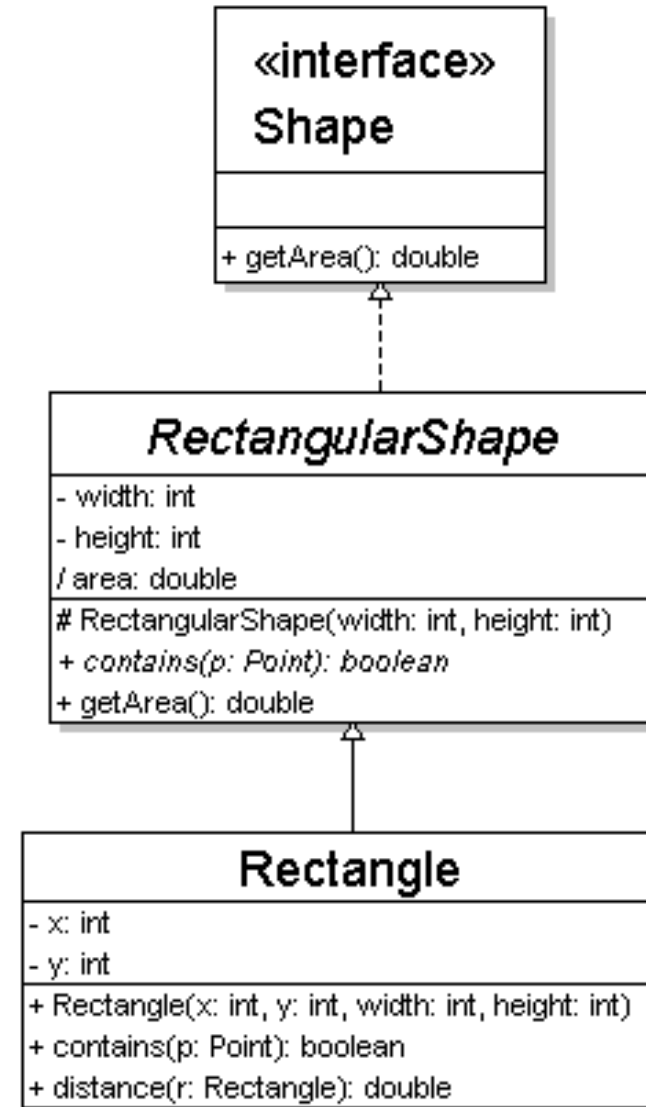 «interface»
Shape
+ getArea(): double
RectangularShape
- width: int
- height: int
/ area: double
# RectangularShape(width: int, height: int)
+ contains(p: Point): boolean
+ getArea(): double
Rectangle
- x: int
- y: int
+ Rectangle(x: int, y: int, width: int, height: int)
+ contains(p: Point): boolean
+ distance(r: Rectangle): double